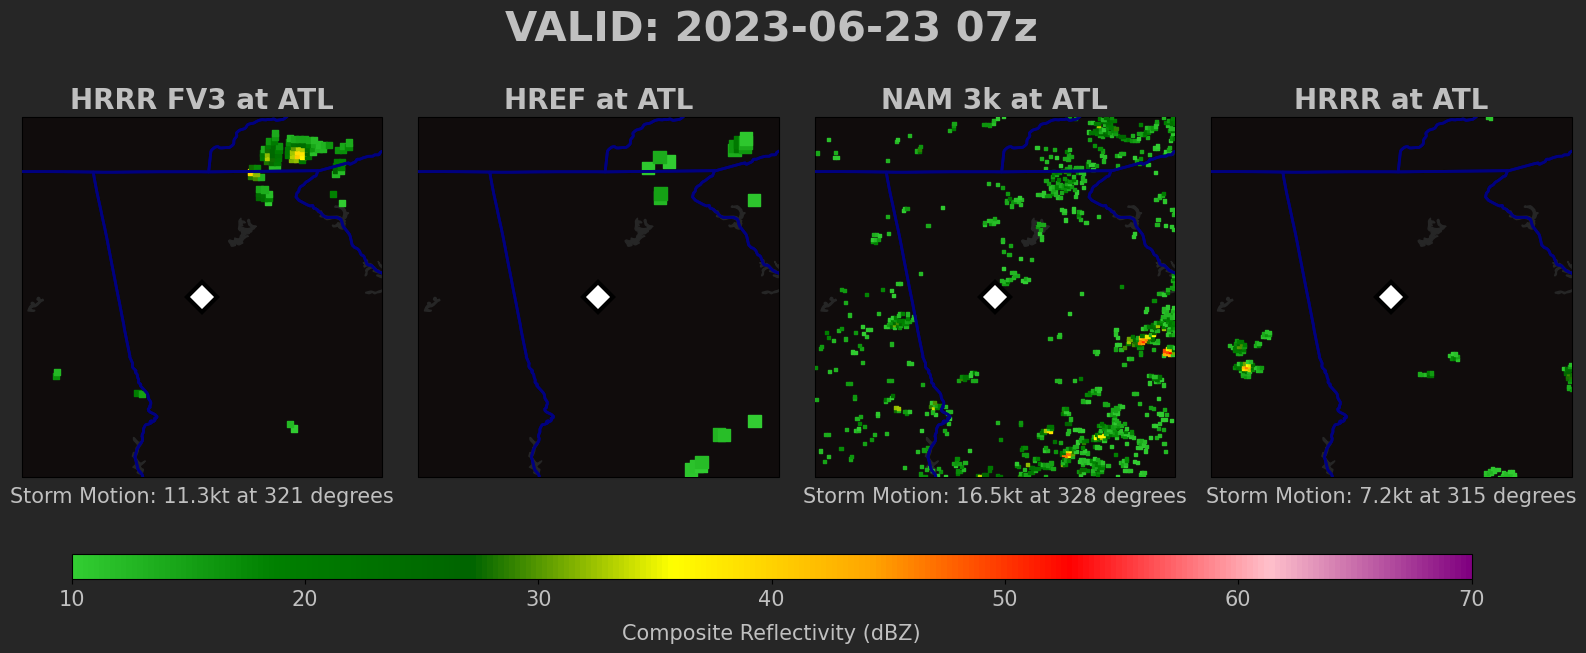 VALID: 2023-06-23 07z
HRRR FV3 at ATL
HREF at ATL
NAM 3k at ATL
HRRR at ATL
Storm Motion: 11.3kt at 321 degrees
Storm Motion: 16.5kt at 328 degrees
Storm Motion: 7.2kt at 315 degrees
10 20 30 40 50 60 70
Composite Reflectivity (dBZ)